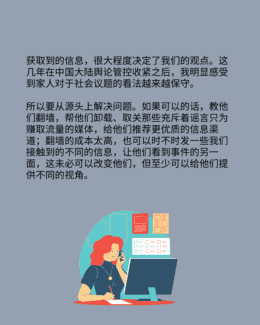 获取到的信息，很大程度决定了我们的观点。这
几年在中国大陆舆论管控收紧之后，我明显感受
到家人对于社会议题的看法越来越保守。
所以要从源头上解决问题。如果可以的话，教他
们翻墙，帮他们卸载、取关那些充斥着谣言只为
赚取流量的媒体，给他们推荐更优质的信息渠
道；翻墙的成本太高，也可以时不时发一些我们
接触到的不同的信息，让他们看到事件的另一
面，这未必可以改变他们，但至少可以给他们提
供不同的视角。